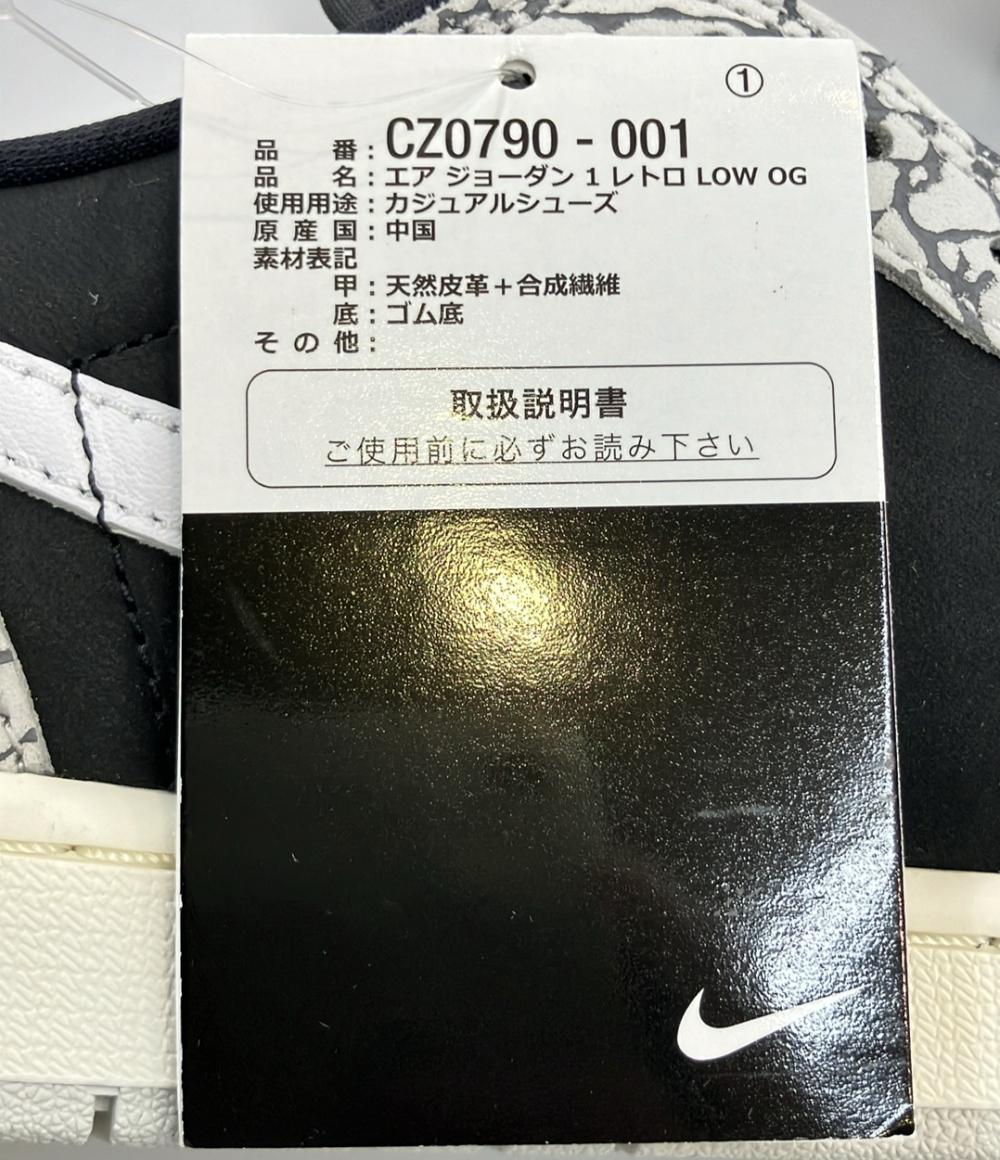 ①
品番：CZ0790 - 001
品名：エア ジョーダン 1 レトロ LOW OG
使用用途：カジュアルシューズ
原産国：中国
素材表記
甲：天然皮革＋合成繊維
底：ゴム底
その他：
取扱説明書
ご使用前に必ずお読み下さい